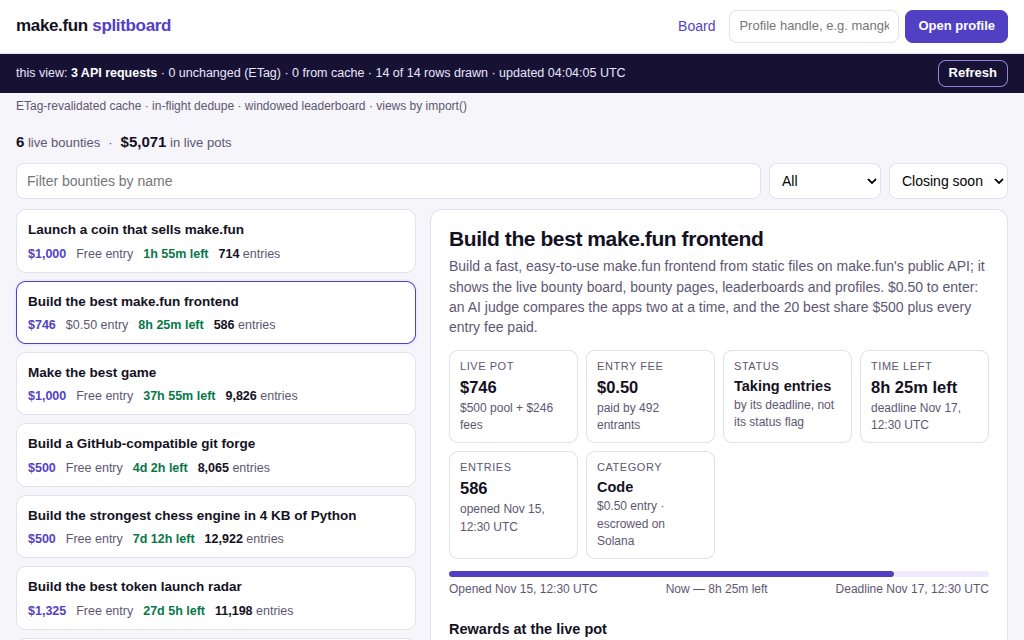 make.fun splitboard
Board
Profile handle, e.g. mangk
Open profile
this view: 3 API requests · 0 unchanged (ETag) · 0 from cache · 14 of 14 rows drawn · updated 04:04:05 UTC
Refresh
ETag-revalidated cache · in-flight dedupe · windowed leaderboard · views by import()
6 live bounties · $5,071 in live pots
Filter bounties by name
All
Closing soon
Launch a coin that sells make.fun
$1,000 Free entry 1h 55m left 714 entries
Build the best make.fun frontend
$746 $0.50 entry 8h 25m left 586 entries
Make the best game
$1,000 Free entry 37h 55m left 9,826 entries
Build a GitHub-compatible git forge
$500 Free entry 4d 2h left 8,065 entries
Build the strongest chess engine in 4 KB of Python
$500 Free entry 7d 12h left 12,922 entries
Build the best token launch radar
$1,325 Free entry 27d 5h left 11,198 entries
Build the best make.fun frontend
Build a fast, easy-to-use make.fun frontend from static files on make.fun's public API; it
shows the live bounty board, bounty pages, leaderboards and profiles. $0.50 to enter:
an AI judge compares the apps two at a time, and the 20 best share $500 plus every
entry fee paid.
LIVE POT
$746
$500 pool + $246
fees
ENTRY FEE
$0.50
paid by 492
entrants
STATUS
Taking entries
by its deadline, not
its status flag
TIME LEFT
8h 25m left
deadline Nov 17,
12:30 UTC
ENTRIES
586
opened Nov 15,
12:30 UTC
CATEGORY
Code
$0.50 entry ·
escrowed on
Solana
Opened Nov 15, 12:30 UTC
Now — 8h 25m left
Deadline Nov 17, 12:30 UTC
Rewards at the live pot